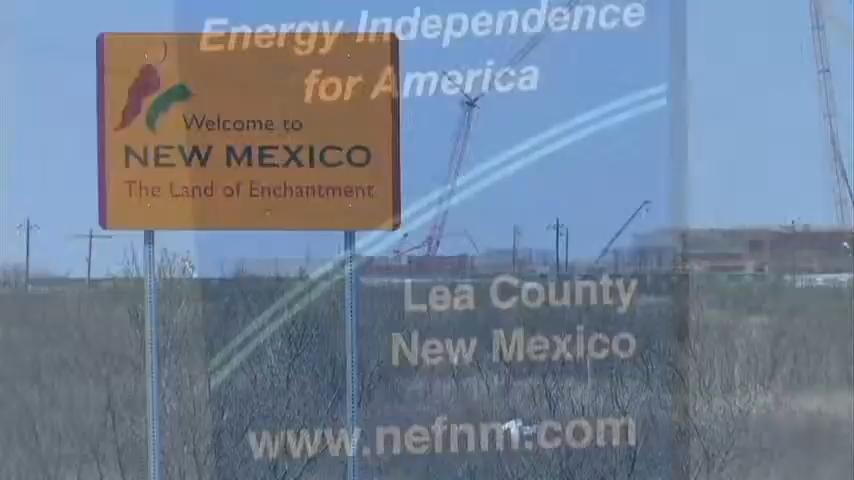 Energy Independence
for America
Welcome to
NEW MEXICO
The Land of Enchantment
Lea County
New Mexico
www.nefnm.com